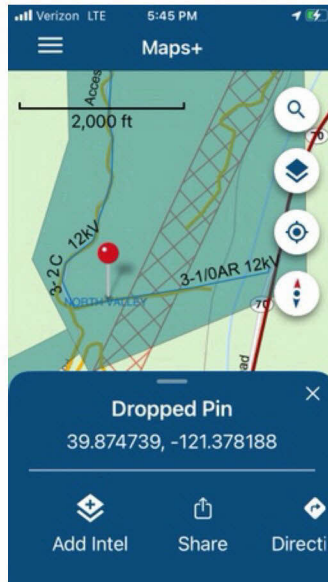 Verizon LTE 5:45 PM
Maps+
2,000 ft
Access
70
3-2 C 12kV
3-1/0AR 12kV
NORTH VALLEY
70
Dropped Pin
39.874739, -121.378188
Add Intel Share Directi